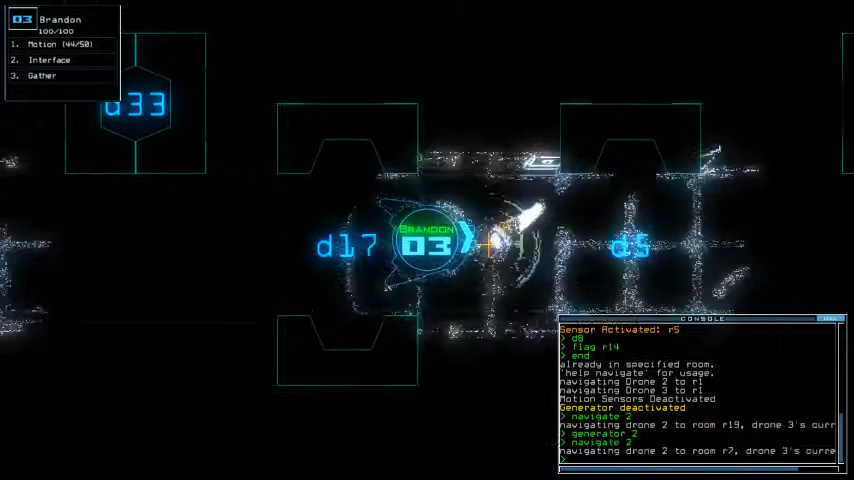 03 Brandon
100/100
1. Motion (44/50)
2. Interface
3. Gather
d33
d17
BRANDON
03
d5
CONSOLE
Sensor Activated: r5
> d8
> flag r14
> end
already in specified room.
'help navigate' for usage.
navigating Drone 2 to r1
navigating Drone 3 to r1
Motion Sensors Deactivated
Generator deactivated
> navigate 2
navigating drone 2 to room r19, drone 3's curre
> generator 2
> navigate 2
navigating drone 2 to room r7, drone 3's curre
>